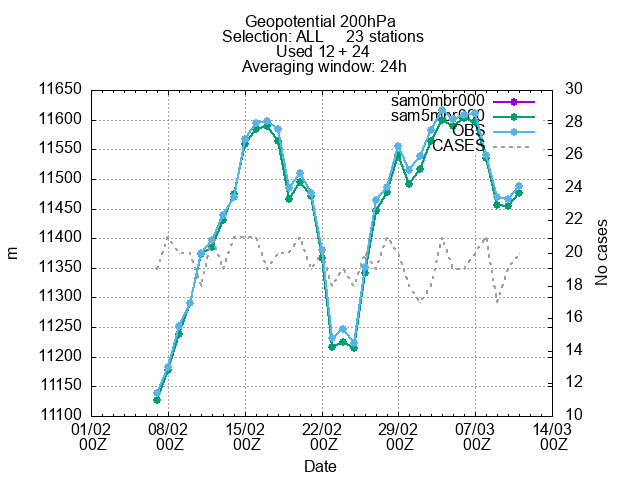 Geopotential 200hPa
Selection: ALL 23 stations
Used 12 + 24
Averaging window: 24h
11650
11600
11550
11500
11450
11400
11350
11300
11250
11200
11150
11100
m
30
28
26
24
22
20
18
16
14
12
10
No cases
sam0mbr000
sam5mbr000
OBS
CASES
01/02 08/02 15/02 22/02 29/02 07/03 14/03
00Z 00Z 00Z 00Z 00Z 00Z 00Z
Date